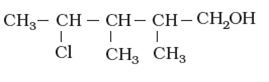 CH₃— CH — CH — CH — CH₂OH
Cl CH₃ CH₃